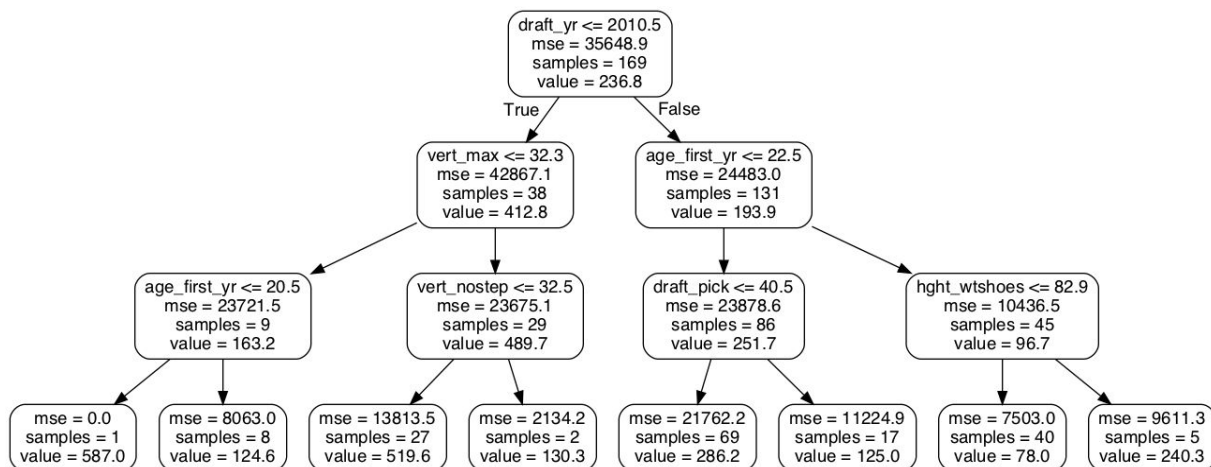 draft_yr <= 2010.5
mse = 35648.9
samples = 169
value = 236.8
True
False
vert_max <= 32.3
mse = 42867.1
samples = 38
value = 412.8
age_first_yr <= 22.5
mse = 24483.0
samples = 131
value = 193.9
age_first_yr <= 20.5
mse = 23721.5
samples = 9
value = 163.2
vert_nostep <= 32.5
mse = 23675.1
samples = 29
value = 489.7
draft_pick <= 40.5
mse = 23878.6
samples = 86
value = 251.7
hght_wtshoes <= 82.9
mse = 10436.5
samples = 45
value = 96.7
mse = 0.0
samples = 1
value = 587.0
mse = 8063.0
samples = 8
value = 124.6
mse = 13813.5
samples = 27
value = 519.6
mse = 2134.2
samples = 2
value = 130.3
mse = 21762.2
samples = 69
value = 286.2
mse = 11224.9
samples = 17
value = 125.0
mse = 7503.0
samples = 40
value = 78.0
mse = 9611.3
samples = 5
value = 240.3